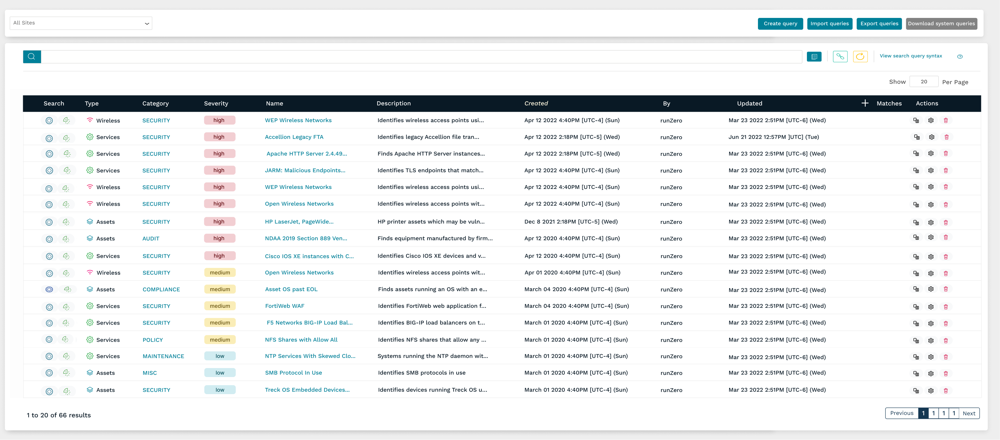 All Sites
Create query Import queries Export queries Download system queries
View search query syntax
Show 20 Per Page
Search Type Category Severity Name Description Created By Updated Matches Actions
Wireless SECURITY high WEP Wireless Networks Identifies wireless access points usi... Apr 12 2022 4:40PM [UTC-4] (Sun) runZero Mar 23 2022 2:51PM [UTC-6] (Wed)
Services SECURITY high Accellion Legacy FTA Identifies legacy Accellion file tran... Apr 12 2022 2:18PM [UTC-5] (Wed) runZero Jun 21 2022 12:57PM ]UTC] (Tue)
Services SECURITY high Apache HTTP Server 2.4.49... Finds Apache HTTP Server instances... Apr 12 2022 2:18PM [UTC-5] (Wed) runZero Mar 23 2022 2:51PM [UTC-6] (Wed)
Services SECURITY high JARM: Malicious Endpoints... Identifies TLS endpoints that match... Apr 12 2022 4:40PM [UTC-4] (Sun) runZero Mar 23 2022 2:51PM [UTC-6] (Wed)
Wireless SECURITY high WEP Wireless Networks Identifies wireless access points usi... Apr 12 2022 4:40PM [UTC-4] (Sun) runZero Mar 23 2022 2:51PM [UTC-6] (Wed)
Wireless SECURITY high Open Wireless Networks Identifies wireless access points wit... Apr 12 2022 4:40PM [UTC-4] (Sun) runZero Mar 23 2022 2:51PM [UTC-6] (Wed)
Assets SECURITY high HP LaserJet, PageWide... HP printer assets which may be vuln... Dec 8 2021 2:18PM [UTC-5] (Wed) runZero Mar 23 2022 2:51PM [UTC-6] (Wed)
Assets AUDIT high NDAA 2019 Section 889 Ven... Finds equipment manufactured by firm... Apr 12 2020 4:40PM [UTC-4] (Sun) runZero Mar 23 2022 2:51PM [UTC-6] (Wed)
Services SECURITY high Cisco IOS XE instances with C... Identifies Cisco IOS XE devices and v... Apr 12 2020 4:40PM [UTC-4] (Sun) runZero Mar 23 2022 2:51PM [UTC-6] (Wed)
Wireless SECURITY medium Open Wireless Networks Identifies wireless access points wit... Apr 01 2020 4:40PM [UTC-4] (Sun) runZero Mar 23 2022 2:51PM [UTC-6] (Wed)
Assets COMPLIANCE medium Asset OS past EOL Finds assets running an OS with an e... March 04 2020 4:40PM [UTC-4] (Sun) runZero Mar 23 2022 2:51PM [UTC-6] (Wed)
Services SECURITY medium FortiWeb WAF Identifies FortiWeb web application f... March 04 2020 4:40PM [UTC-4] (Sun) runZero Mar 23 2022 2:51PM [UTC-6] (Wed)
Services SECURITY medium F5 Networks BIG-IP Load Bal... Identifies BIG-IP load balancers on t... March 01 2020 4:40PM [UTC-4] (Sun) runZero Mar 23 2022 2:51PM [UTC-6] (Wed)
Services POLICY medium NFS Shares with Allow All Identifies NFS shares that allow any ... March 01 2020 4:40PM [UTC-4] (Sun) runZero Mar 23 2022 2:51PM [UTC-6] (Wed)
Services MAINTENANCE low NTP Services With Skewed Clo... Systems running the NTP daemon wit... March 01 2020 4:40PM [UTC-4] (Sun) runZero Mar 23 2022 2:51PM [UTC-6] (Wed)
Assets MISC low SMB Protocol In Use Identifies SMB protocols in use March 01 2020 4:40PM [UTC-4] (Sun) runZero Mar 23 2022 2:51PM [UTC-6] (Wed)
Assets SECURITY low Treck OS Embedded Devices... Identifies devices running Treck OS u... March 01 2020 4:40PM [UTC-4] (Sun) runZero Mar 23 2022 2:51PM [UTC-6] (Wed)
1 to 20 of 66 results
Previous 1 1 1 1 Next